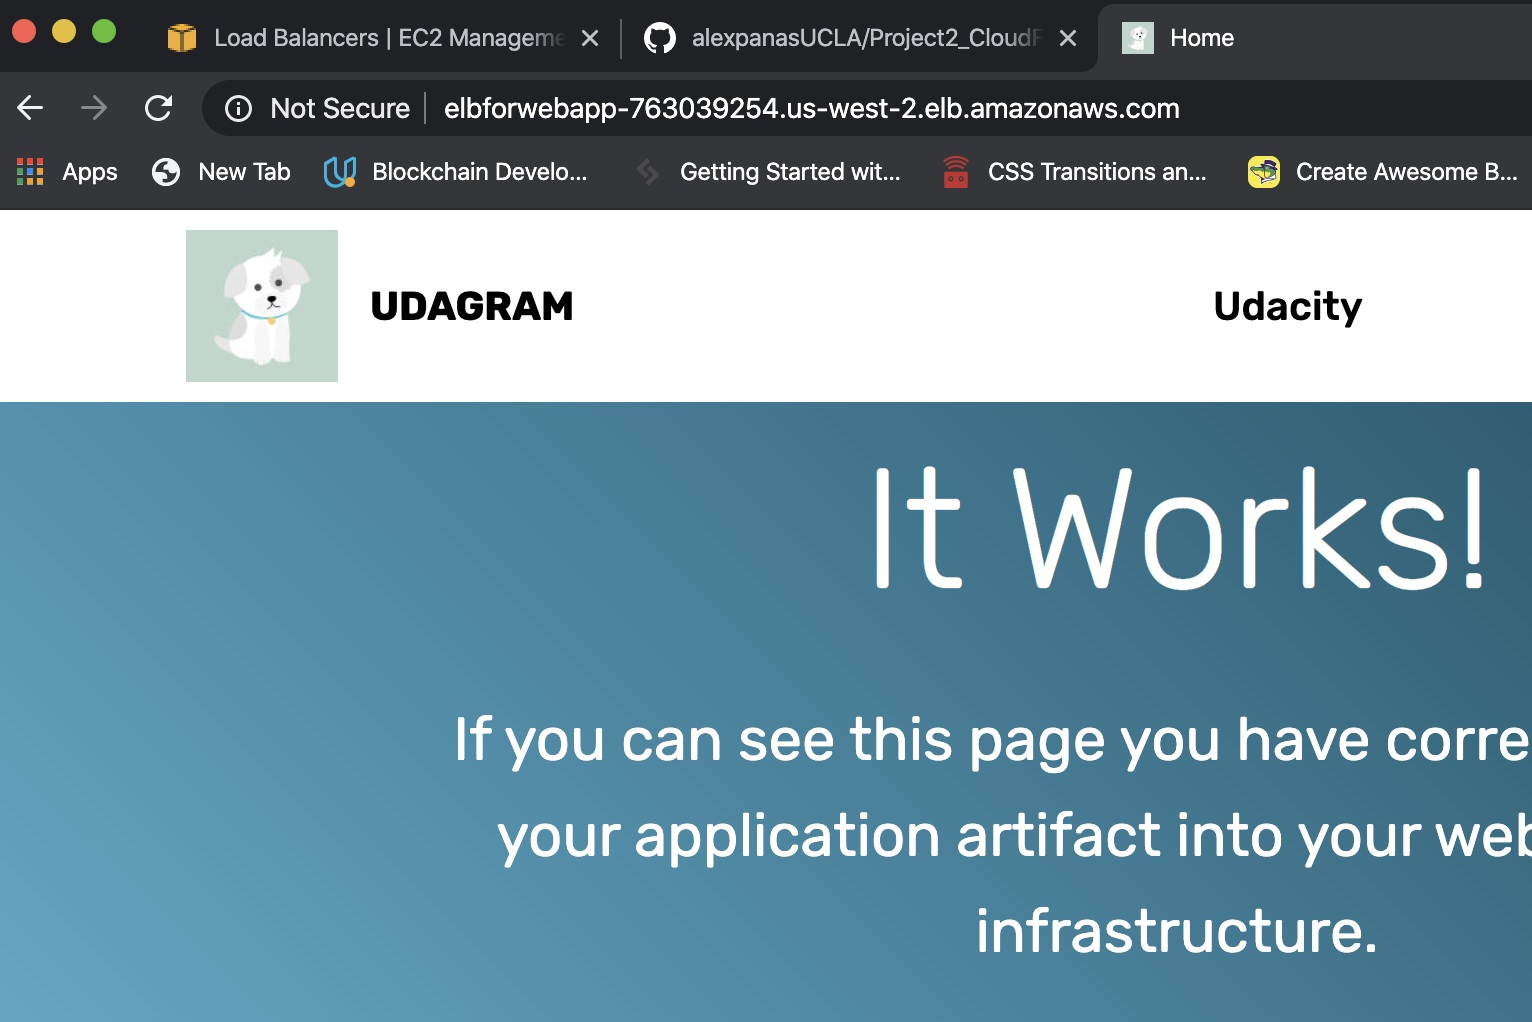 Load Balancers | EC2 Manageme
alexpanasUCLA/Project2_CloudF
Home
Not Secure
elbforwebapp-763039254.us-west-2.elb.amazonaws.com
Apps
New Tab
Blockchain Develo...
Getting Started wit...
CSS Transitions an...
Create Awesome B...
UDAGRAM
Udacity
It Works!
If you can see this page you have corre
your application artifact into your web
infrastructure.